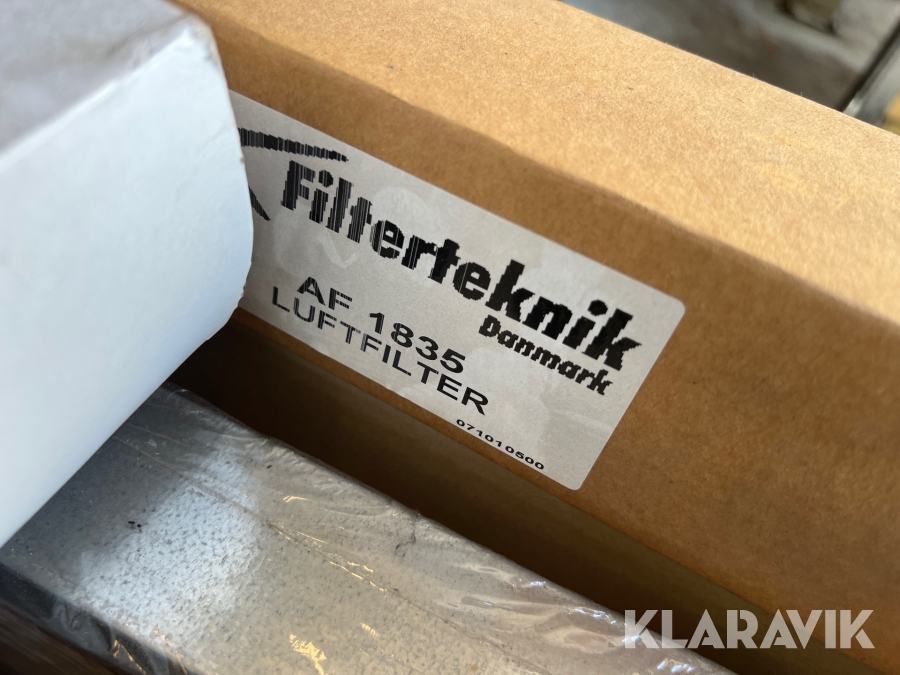 Filterteknik
Danmark
AF 1835
LUFTFILTER
071010500
KLARAVIK